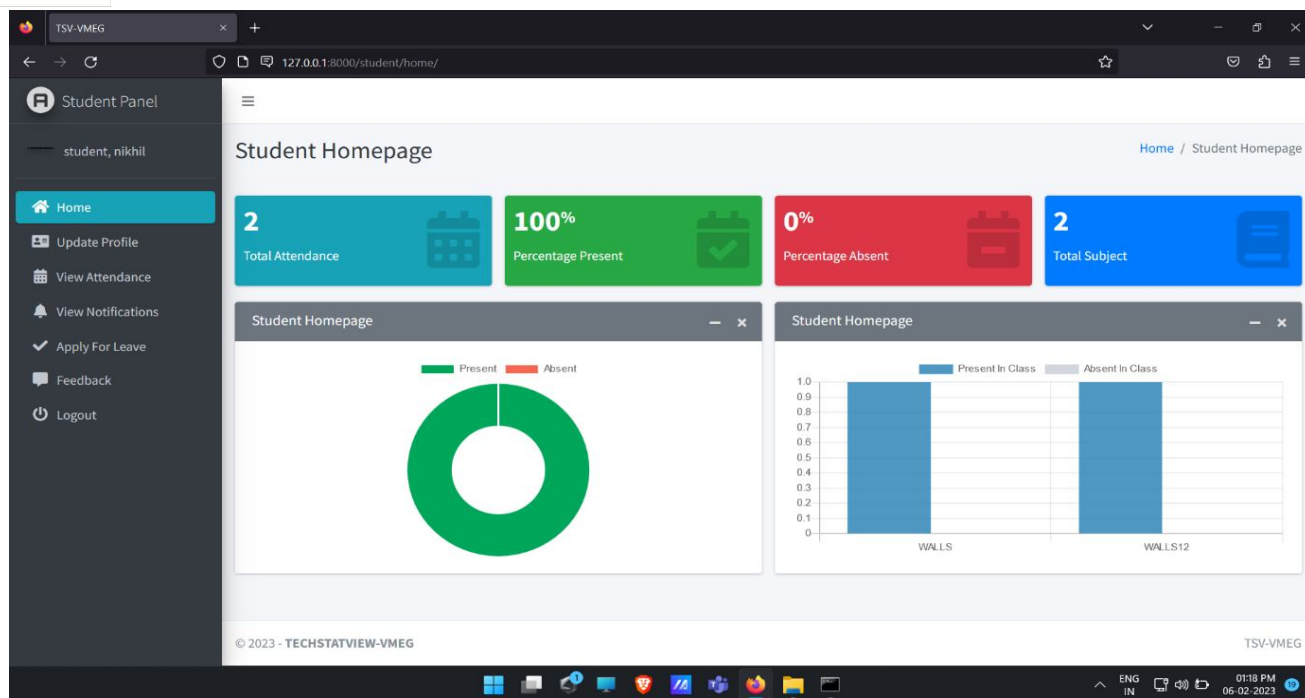 TSV-VMEG
127.0.0.1:8000/student/home/
Student Panel
student, nikhil
Home
Update Profile
View Attendance
View Notifications
Apply For Leave
Feedback
Logout
Student Homepage
Home / Student Homepage
2
Total Attendance
100%
Percentage Present
0%
Percentage Absent
2
Total Subject
Student Homepage
Present Absent
Student Homepage
Present In Class Absent In Class
1.0
0.9
0.8
0.7
0.6
0.5
0.4
0.3
0.2
0.1
0
WALLS WALLS12
© 2023 - TECHSTATVIEW-VMEG
TSV-VMEG
1
ENG
IN
01:18 PM
06-02-2023
19